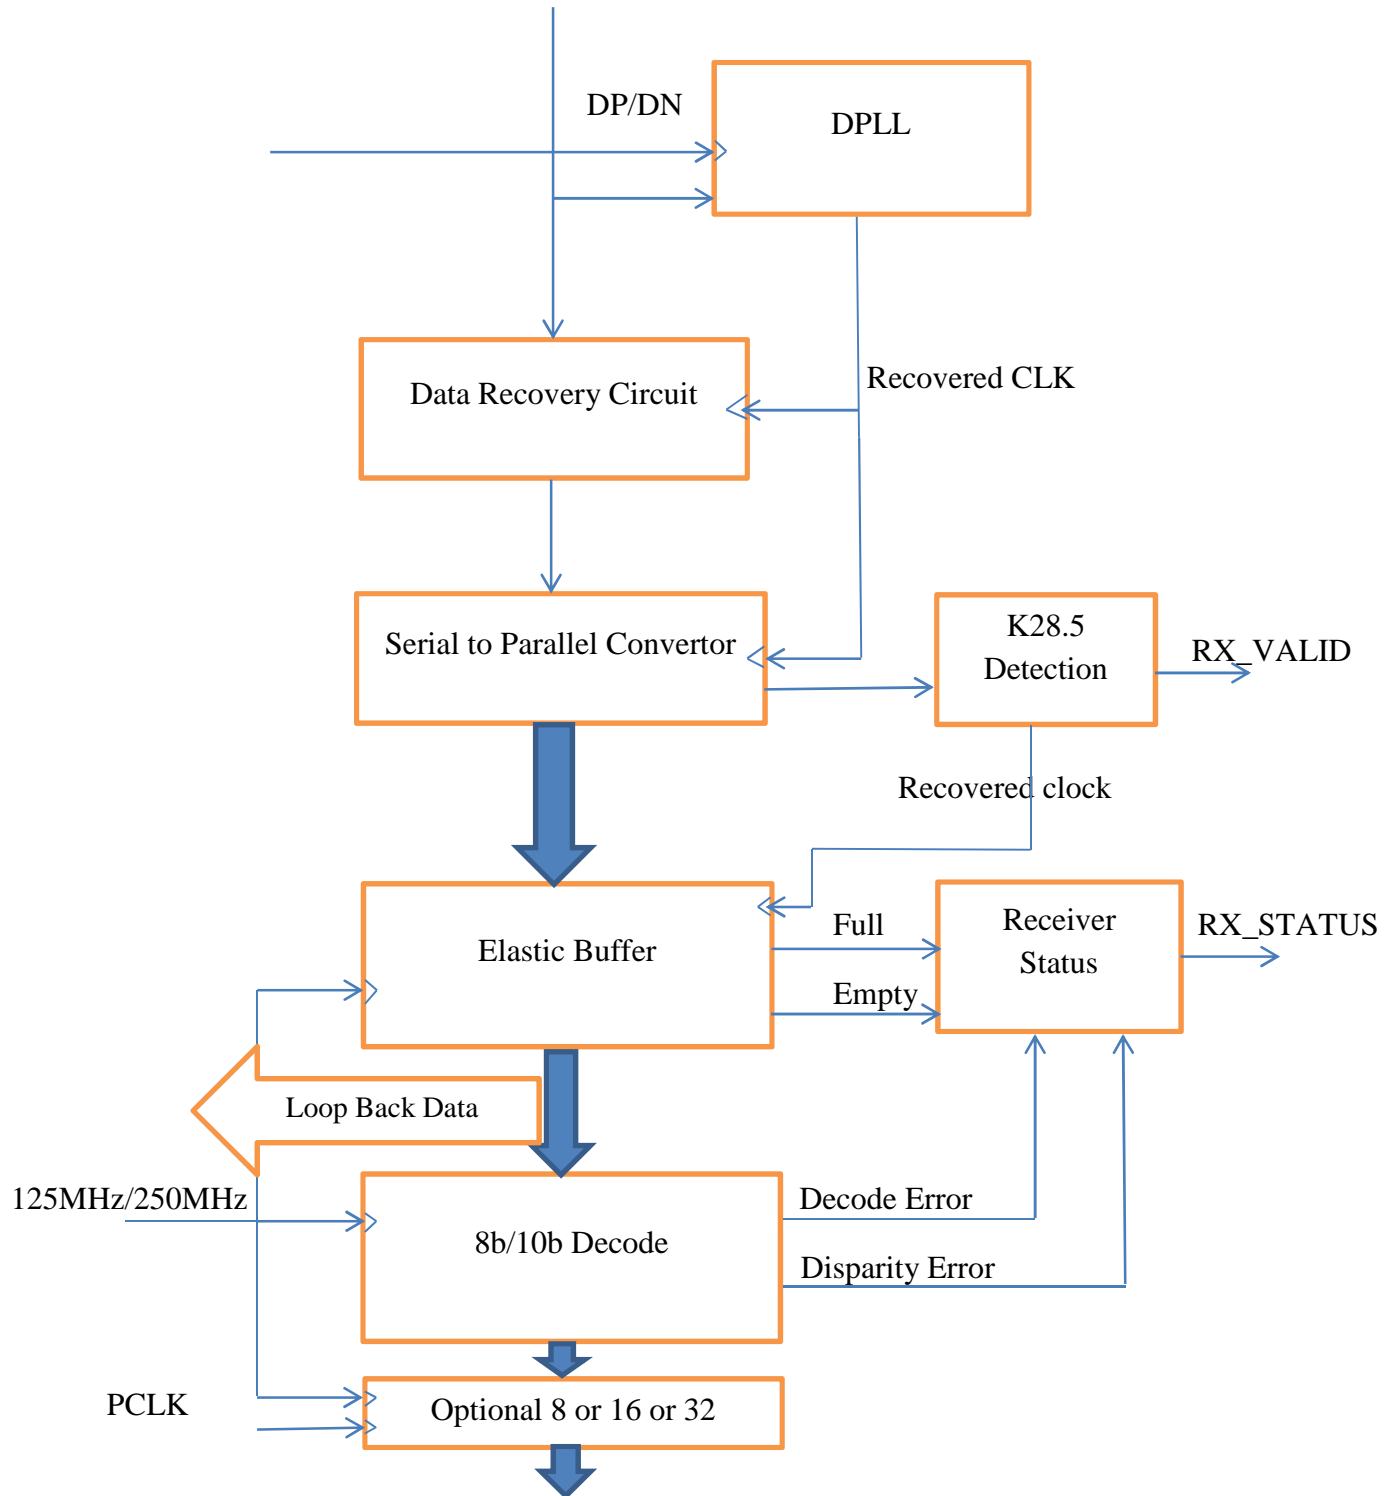 DP/DN
DPLL
Data Recovery Circuit
Recovered CLK
Serial to Parallel Convertor
K28.5
Detection
RX_VALID
Recovered clock
Elastic Buffer
Full
Empty
Receiver
Status
RX_STATUS
Loop Back Data
125MHz/250MHz
8b/10b Decode
Decode Error
Disparity Error
PCLK
Optional 8 or 16 or 32